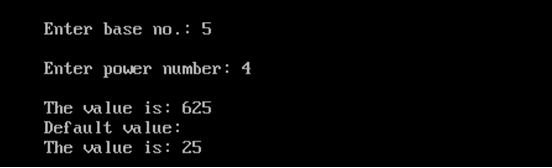 Enter base no.: 5
Enter power number: 4
The value is: 625
Default value:
The value is: 25